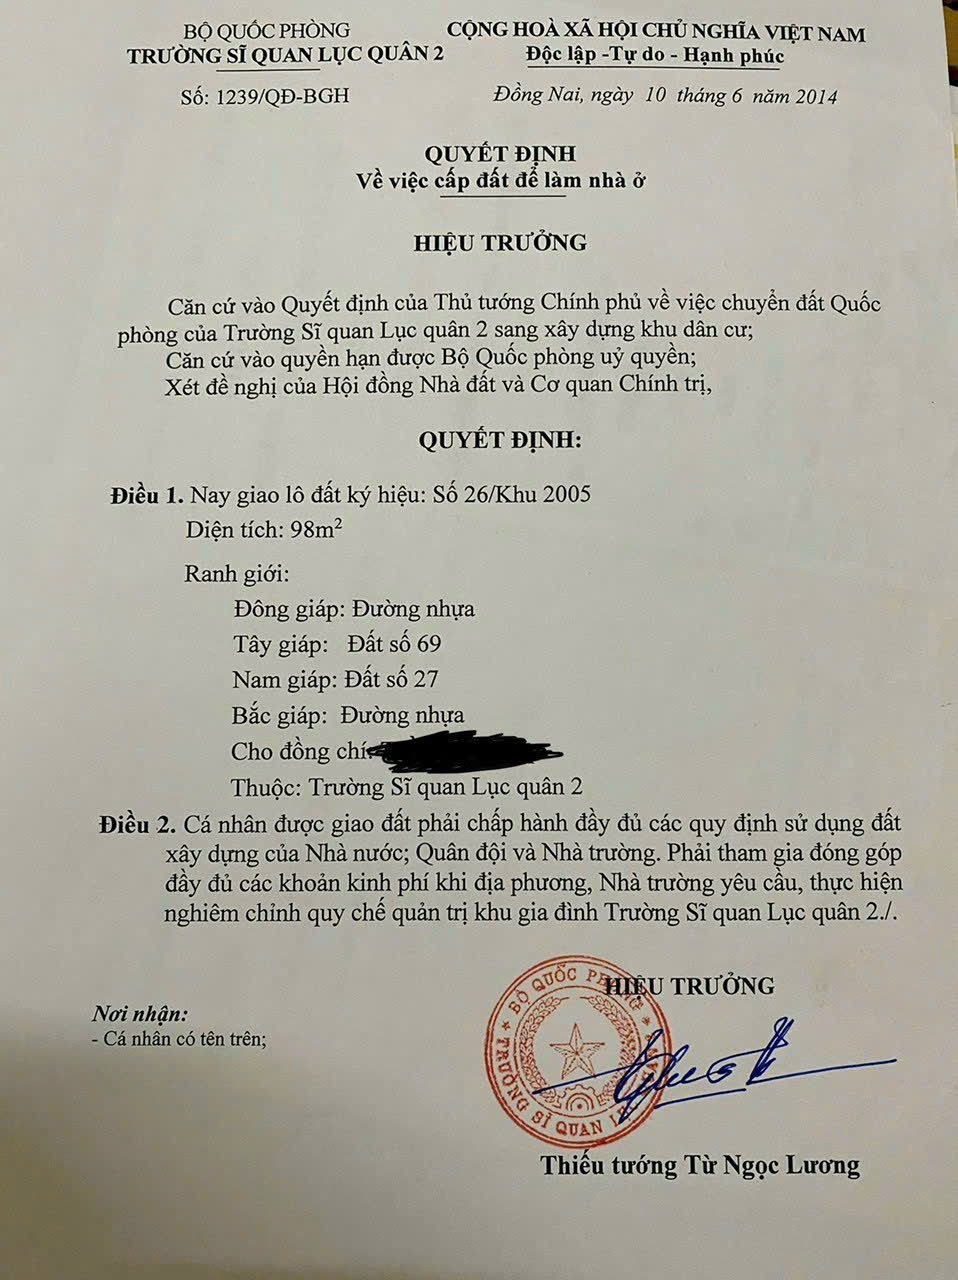 BỘ QUỐC PHÒNG
TRƯỜNG SĨ QUAN LỤC QUÂN 2
Số: 1239/QĐ-BGH
CỘNG HOÀ XÃ HỘI CHỦ NGHĨA VIỆT NAM
Độc lập -Tự do - Hạnh phúc
Đồng Nai, ngày 10 tháng 6 năm 2014
QUYẾT ĐỊNH
Về việc cấp đất để làm nhà ở
HIỆU TRƯỞNG
Căn cứ vào Quyết định của Thủ tướng Chính phủ về việc chuyển đất Quốc
phòng của Trường Sĩ quan Lục quân 2 sang xây dựng khu dân cư;
Căn cứ vào quyền hạn được Bộ Quốc phòng uỷ quyền;
Xét đề nghị của Hội đồng Nhà đất và Cơ quan Chính trị,
QUYẾT ĐỊNH:
Điều 1. Nay giao lô đất ký hiệu: Số 26/Khu 2005
Diện tích: 98m²
Ranh giới:
Đông giáp: Đường nhựa
Tây giáp: Đất số 69
Nam giáp: Đất số 27
Bắc giáp: Đường nhựa
Cho đồng chí
Thuộc: Trường Sĩ quan Lục quân 2
Điều 2. Cá nhân được giao đất phải chấp hành đầy đủ các quy định sử dụng đất
xây dựng của Nhà nước; Quân đội và Nhà trường. Phải tham gia đóng góp
đầy đủ các khoản kinh phí khi địa phương, Nhà trường yêu cầu, thực hiện
nghiêm chỉnh quy chế quản trị khu gia đình Trường Sĩ quan Lục quân 2./.
HIỆU TRƯỞNG
Nơi nhận:
- Cá nhân có tên trên;
BỘ QUỐC PHÒNG
TRƯỜNG SĨ QUAN
Thiếu tướng Từ Ngọc Lương